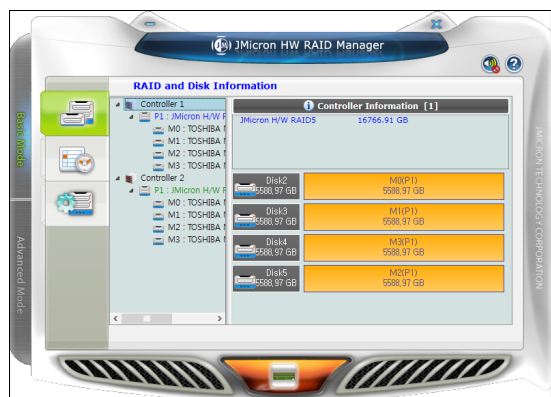 JMicron HW RAID Manager
RAID and Disk Information
Basic Mode
Advanced Mode
Controller 1
P1 : JMicron H/W R
M0 : TOSHIBA M
M1 : TOSHIBA M
M2 : TOSHIBA M
M3 : TOSHIBA M
Controller 2
P1 : JMicron H/W R
M0 : TOSHIBA M
M1 : TOSHIBA M
M2 : TOSHIBA M
M3 : TOSHIBA M
Controller Information [1]
JMicron H/W RAID5 16766.91 GB
Disk2 M0(P1)
5588,97 GB 5588,97 GB
Disk3 M1(P1)
5588,97 GB 5588,97 GB
Disk4 M3(P1)
5588,97 GB 5588,97 GB
Disk5 M2(P1)
5588,97 GB 5588,97 GB
JMICRON TECHNOLOGY CORPORATION